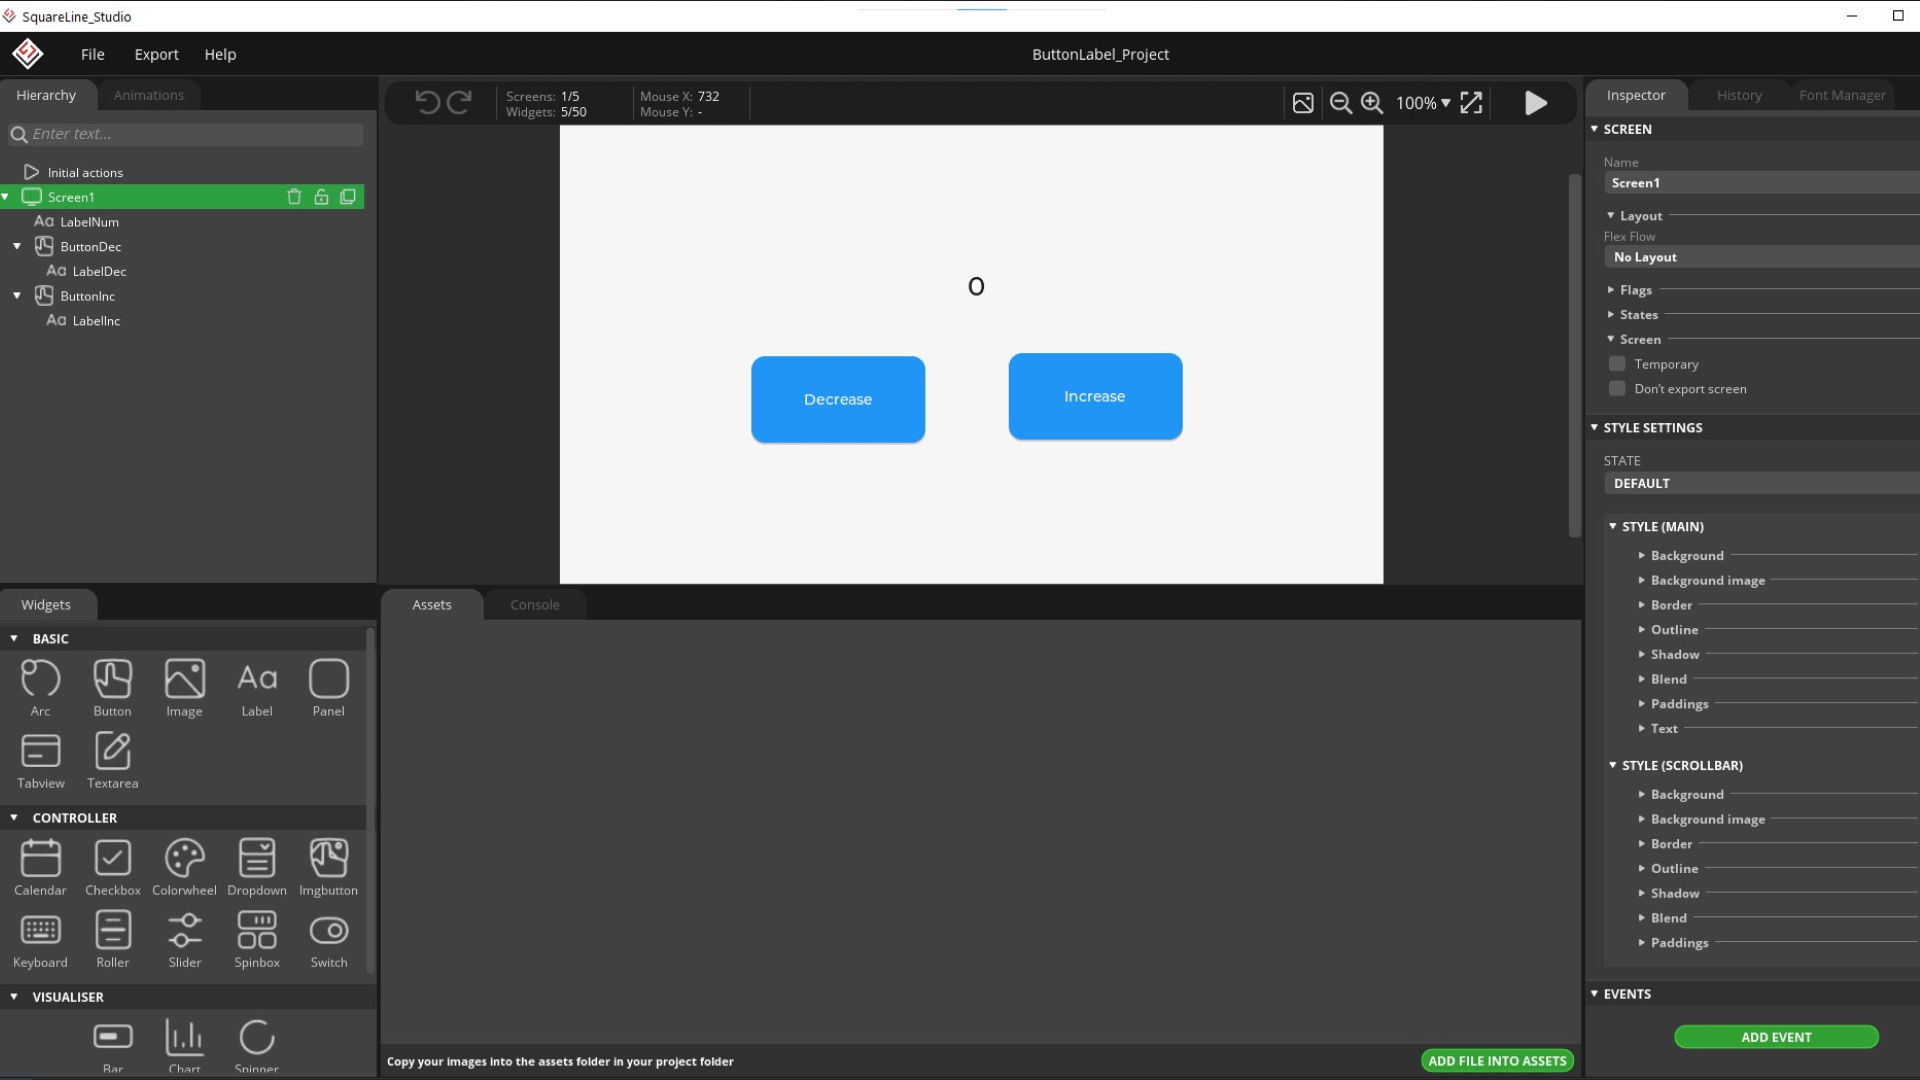 SquareLine_Studio
File Export Help
ButtonLabel_Project
Hierarchy
Animations
Enter text...
Initial actions
Screen1
Aa LabelNum
ButtonDec
Aa LabelDec
ButtonInc
Aa LabelInc
Screens: 1/5
Widgets: 5/50
Mouse X: 732
Mouse Y: -
100%
0
Decrease
Increase
Widgets
BASIC
Arc
Button
Image
Aa
Label
Panel
Tabview
Textarea
CONTROLLER
Calendar
Checkbox
Colorwheel
Dropdown
Imgbutton
Keyboard
Roller
Slider
Spinbox
Switch
VISUALISER
Bar
Chart
Spinner
Assets
Console
Copy your images into the assets folder in your project folder
ADD FILE INTO ASSETS
Inspector
History
Font Manager
SCREEN
Name
Screen1
Layout
Flex Flow
No Layout
Flags
States
Screen
Temporary
Don't export screen
STYLE SETTINGS
STATE
DEFAULT
STYLE (MAIN)
Background
Background image
Border
Outline
Shadow
Blend
Paddings
Text
STYLE (SCROLLBAR)
Background
Background image
Border
Outline
Shadow
Blend
Paddings
EVENTS
ADD EVENT